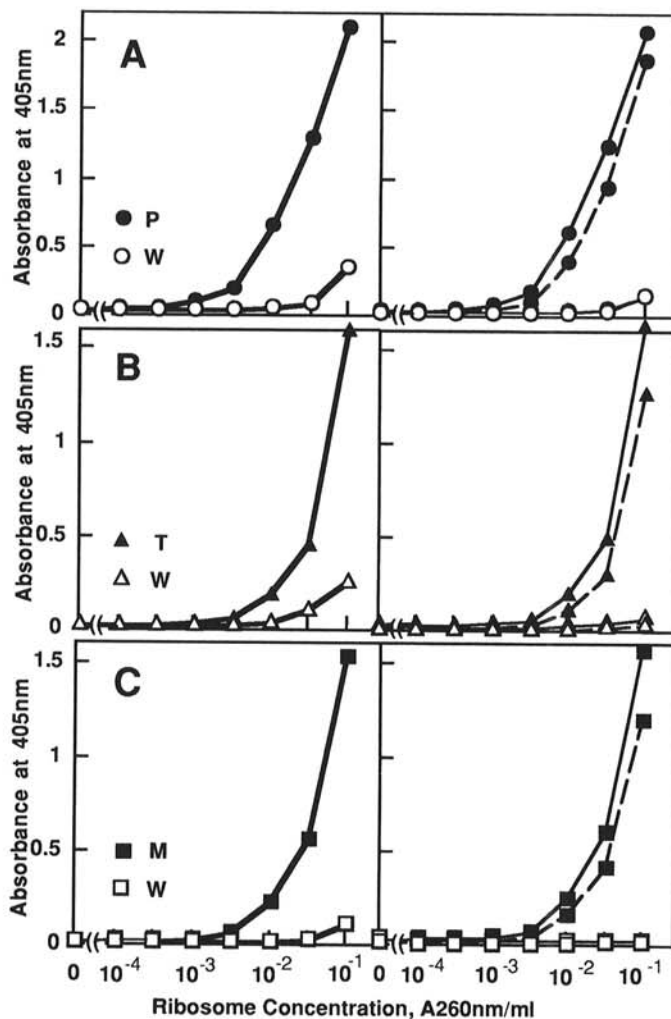 A
Absorbance at 405nm
2
1.5
1
0.5
0
P
W
B
Absorbance at 405nm
1.5
1
0.5
0
T
W
C
Absorbance at 405nm
1.5
1
0.5
0
M
W
0 10-4 10-3 10-2 10-1 0 10-4 10-3 10-2 10-1
Ribosome Concentration, A260nm/ml